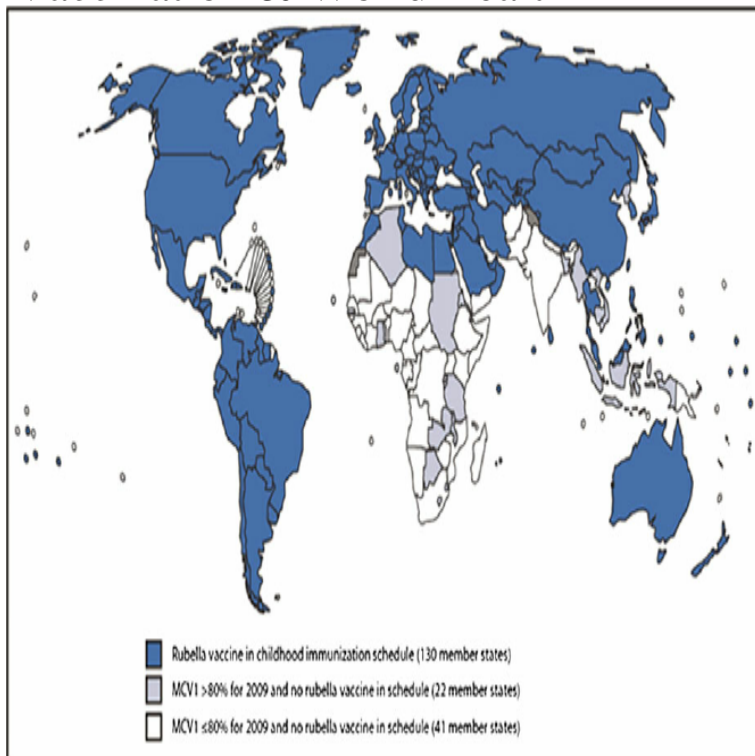 Rubella vaccine in childhood immunization schedule (130 member states)
MCV1 >80% for 2009 and no rubella vaccine in schedule (22 member states)
MCV1 ≤80% for 2009 and no rubella vaccine in schedule (41 member states)